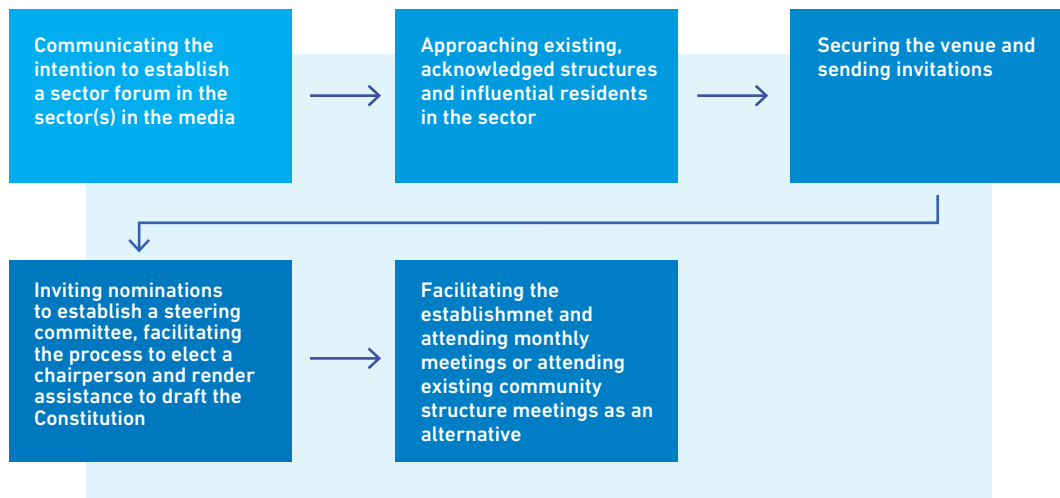 Communicating the
intention to establish
a sector forum in the
sector(s) in the media
Approaching existing,
acknowledged structures
and influential residents
in the sector
Securing the venue and
sending invitations
Inviting nominations
to establish a steering
committee, facilitating
the process to elect a
chairperson and render
assistance to draft the
Constitution
Facilitating the
establishmnet and
attending monthly
meetings or attending
existing community
structure meetings as an
alternative